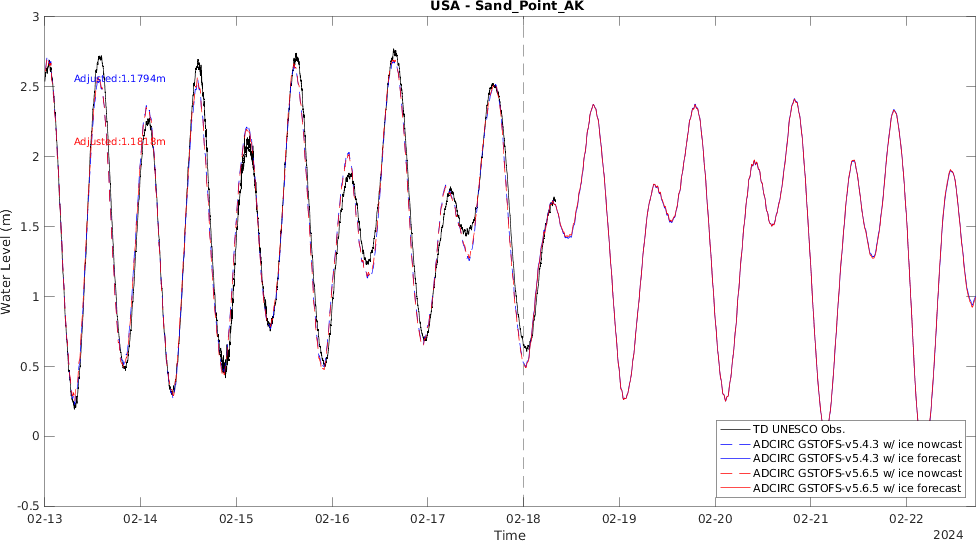 USA - Sand_Point_AK
3
2.5
2
1.5
1
0.5
0
-0.5
Water Level (m)
Adjusted:1.1794m
Adjusted:1.1818m
TD UNESCO Obs.
ADCIRC GSTOFS-v5.4.3 w/ ice nowcast
ADCIRC GSTOFS-v5.4.3 w/ ice forecast
ADCIRC GSTOFS-v5.6.5 w/ ice nowcast
ADCIRC GSTOFS-v5.6.5 w/ ice forecast
02-13 02-14 02-15 02-16 02-17 02-18 02-19 02-20 02-21 02-22
Time
2024